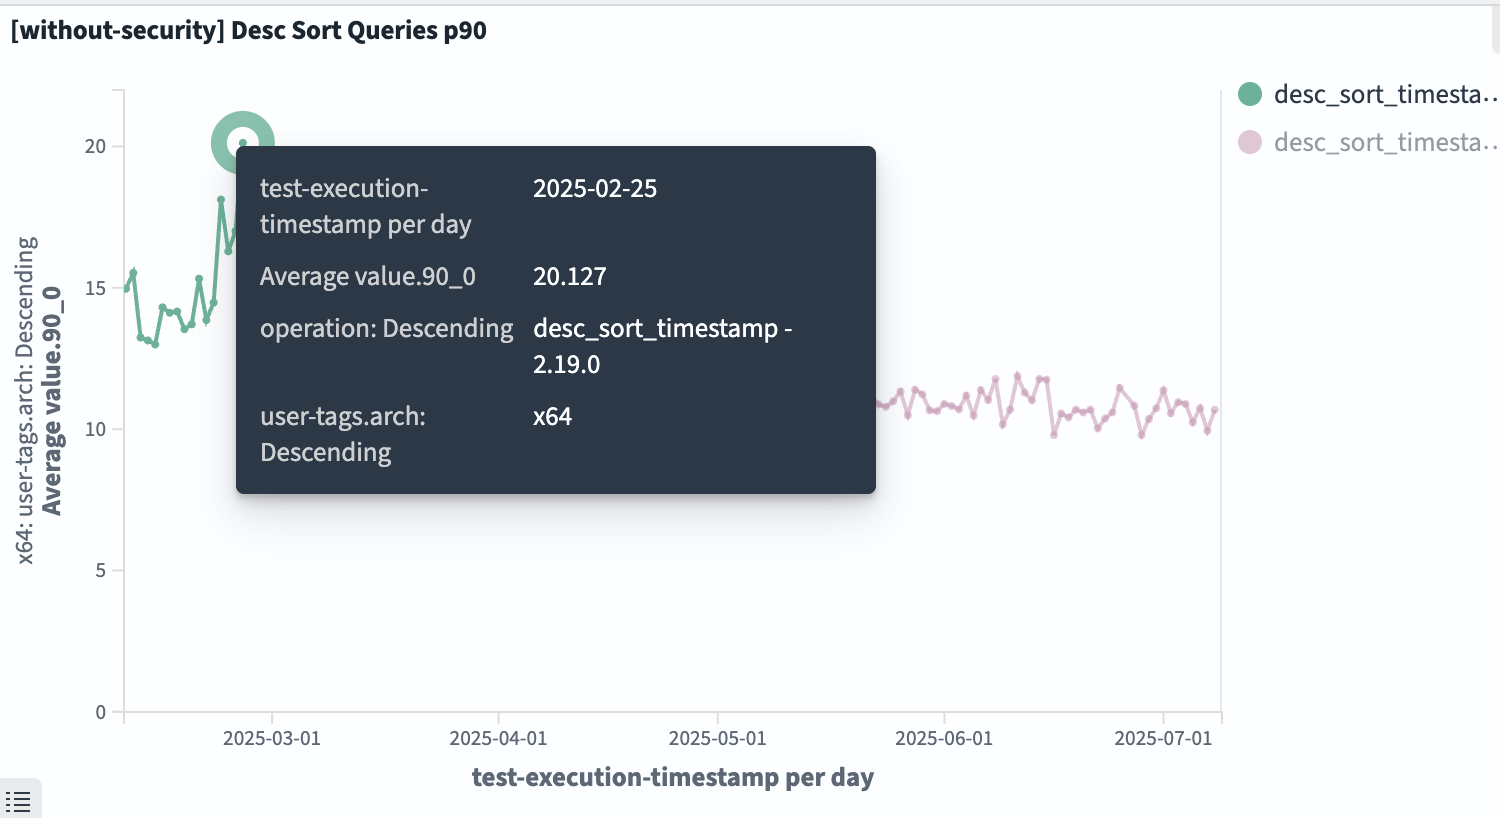 [without-security] Desc Sort Queries p90
desc_sort_timesta..
desc_sort_timesta..
x64: user-tags.arch: Descending
Average value.90_0
20
15
10
5
0
test-execution-
timestamp per day
2025-02-25
Average value.90_0
20.127
operation: Descending
desc_sort_timestamp -
2.19.0
user-tags.arch:
Descending
x64
2025-03-01
2025-04-01
2025-05-01
2025-06-01
2025-07-01
test-execution-timestamp per day